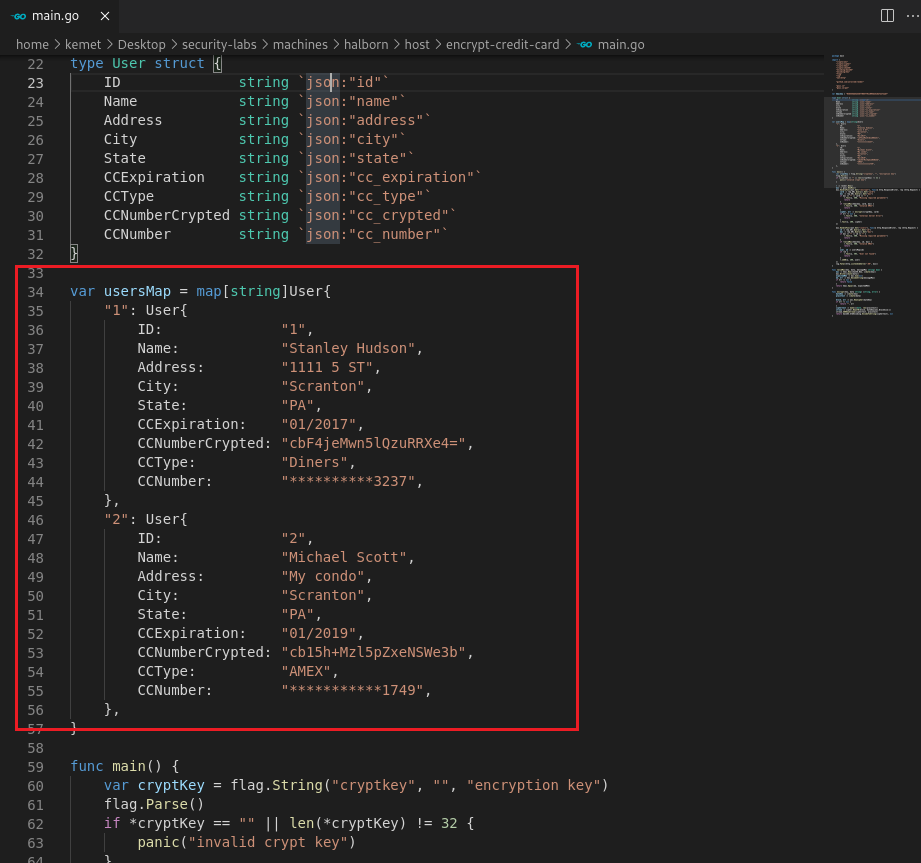 GO main.go ×
home > kemet > Desktop > security-labs > machines > halborn > host > encrypt-credit-card > GO main.go
22 type User struct {
23 ID string `json:"id"`
24 Name string `json:"name"`
25 Address string `json:"address"`
26 City string `json:"city"`
27 State string `json:"state"`
28 CCExpiration string `json:"cc_expiration"`
29 CCType string `json:"cc_type"`
30 CCNumberCrypted string `json:"cc_crypted"`
31 CCNumber string `json:"cc_number"`
32 }
33
34 var usersMap = map[string]User{
35 "1": User{
36 ID: "1",
37 Name: "Stanley Hudson",
38 Address: "1111 5 ST",
39 City: "Scranton",
40 State: "PA",
41 CCExpiration: "01/2017",
42 CCNumberCrypted: "cbF4jeMwn5lQzuRRXe4=",
43 CCType: "Diners",
44 CCNumber: "**********3237",
45 },
46 "2": User{
47 ID: "2",
48 Name: "Michael Scott",
49 Address: "My condo",
50 City: "Scranton",
51 State: "PA",
52 CCExpiration: "01/2019",
53 CCNumberCrypted: "cb15h+Mzl5pZxeNSWe3b",
54 CCType: "AMEX",
55 CCNumber: "***********1749",
56 },
57 }
58
59 func main() {
60 var cryptKey = flag.String("cryptkey", "", "encryption key")
61 flag.Parse()
62 if *cryptKey == "" || len(*cryptKey) != 32 {
63 panic("invalid crypt key")
64 }